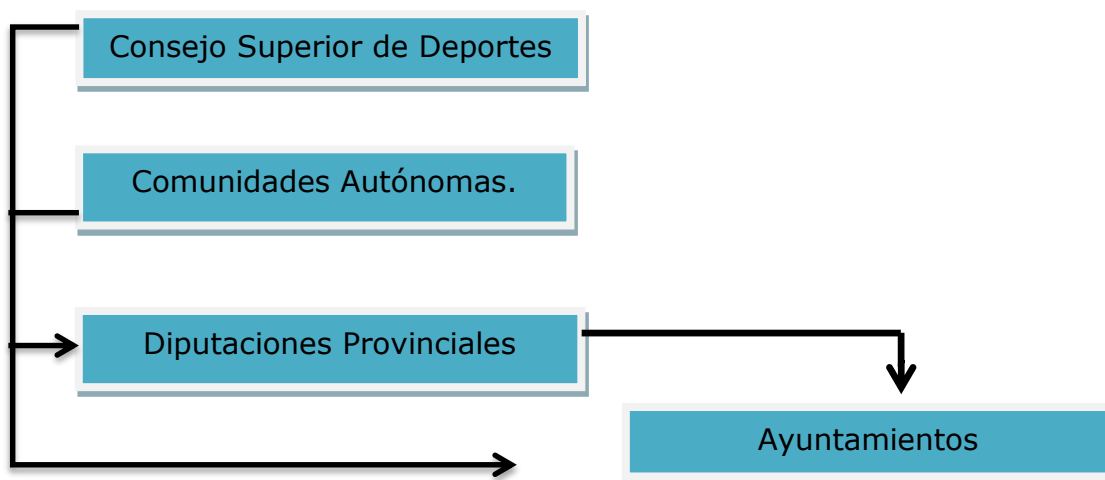 Consejo Superior de Deportes
Comunidades Autónomas.
Diputaciones Provinciales
Ayuntamientos